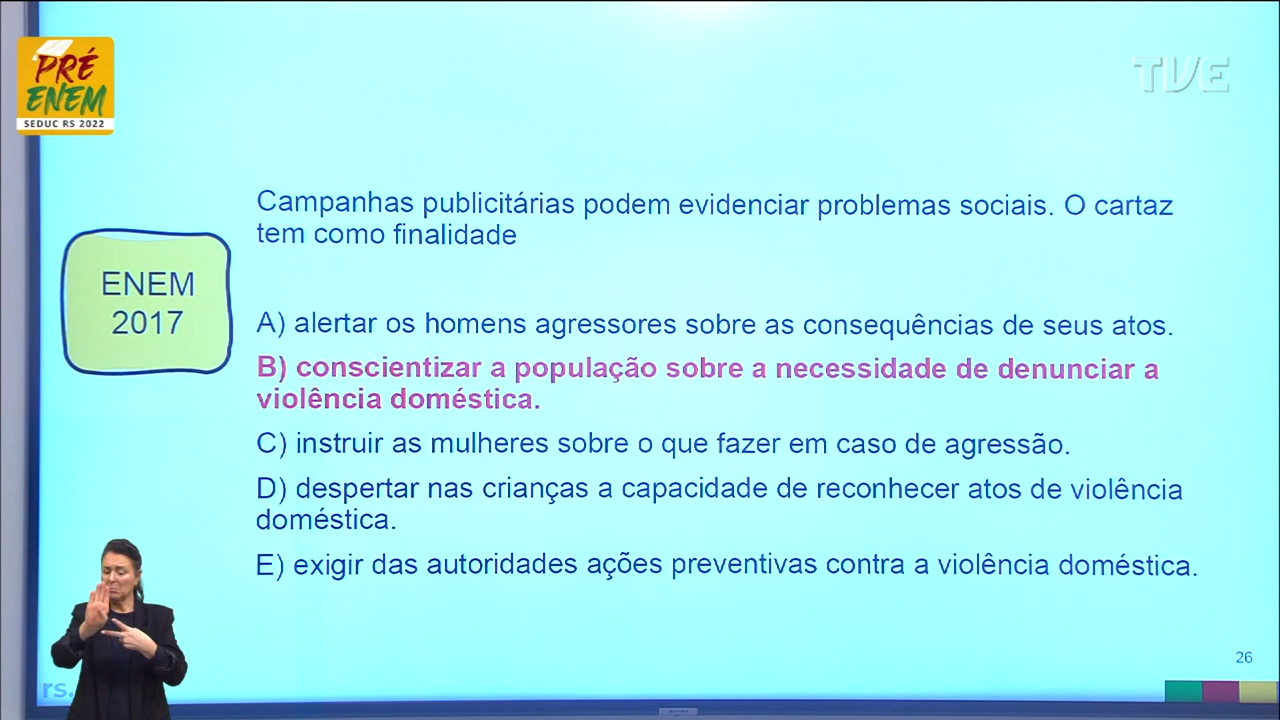 PRÉ
ENEM
SEDUC RS 2022
TVE
Campanhas publicitárias podem evidenciar problemas sociais. O cartaz
tem como finalidade
ENEM
2017
A) alertar os homens agressores sobre as consequências de seus atos.
B) conscientizar a população sobre a necessidade de denunciar a
violência doméstica.
C) instruir as mulheres sobre o que fazer em caso de agressão.
D) despertar nas crianças a capacidade de reconhecer atos de violência
doméstica.
E) exigir das autoridades ações preventivas contra a violência doméstica.
26
rs.